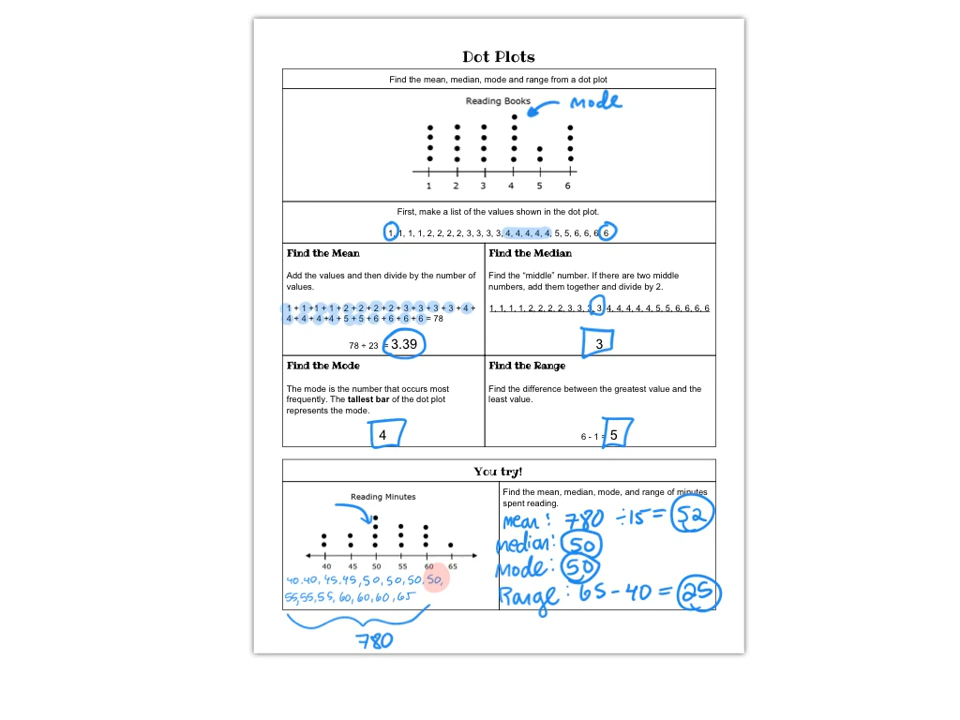 Dot Plots
Find the mean, median, mode and range from a dot plot
Reading Books
mode
1 2 3 4 5 6
First, make a list of the values shown in the dot plot.
1, 1, 1, 1, 2, 2, 2, 2, 3, 3, 3, 3, 4, 4, 4, 4, 4, 5, 5, 6, 6, 6, 6
Find the Mean
Add the values and then divide by the number of
values.
1 + 1 +1 + 1 + 2 + 2 + 2 + 2 + 3 + 3 + 3 + 3 + 4 +
4 + 4 + 4 +4 + 5 + 5 + 6 + 6 + 6 + 6 = 78
78 ÷ 23 = 3.39
Find the Median
Find the “middle” number. If there are two middle
numbers, add them together and divide by 2.
1, 1, 1, 1, 2, 2, 2, 2, 3, 3, 3, 3, 4, 4, 4, 4, 4, 5, 5, 6, 6, 6, 6
3
Find the Mode
The mode is the number that occurs most
frequently. The tallest bar of the dot plot
represents the mode.
4
Find the Range
Find the difference between the greatest value and the
least value.
6 - 1 = 5
You try!
Reading Minutes
40 45 50 55 60 65
40.40, 45.45, 50, 50, 50, 50,
55,55,55, 60, 60, 60, 65
780
Find the mean, median, mode, and range of minutes
spent reading.
mean: 780 ÷15 = 52
median: 50
Mode: 50
Range: 65 - 40 = 25